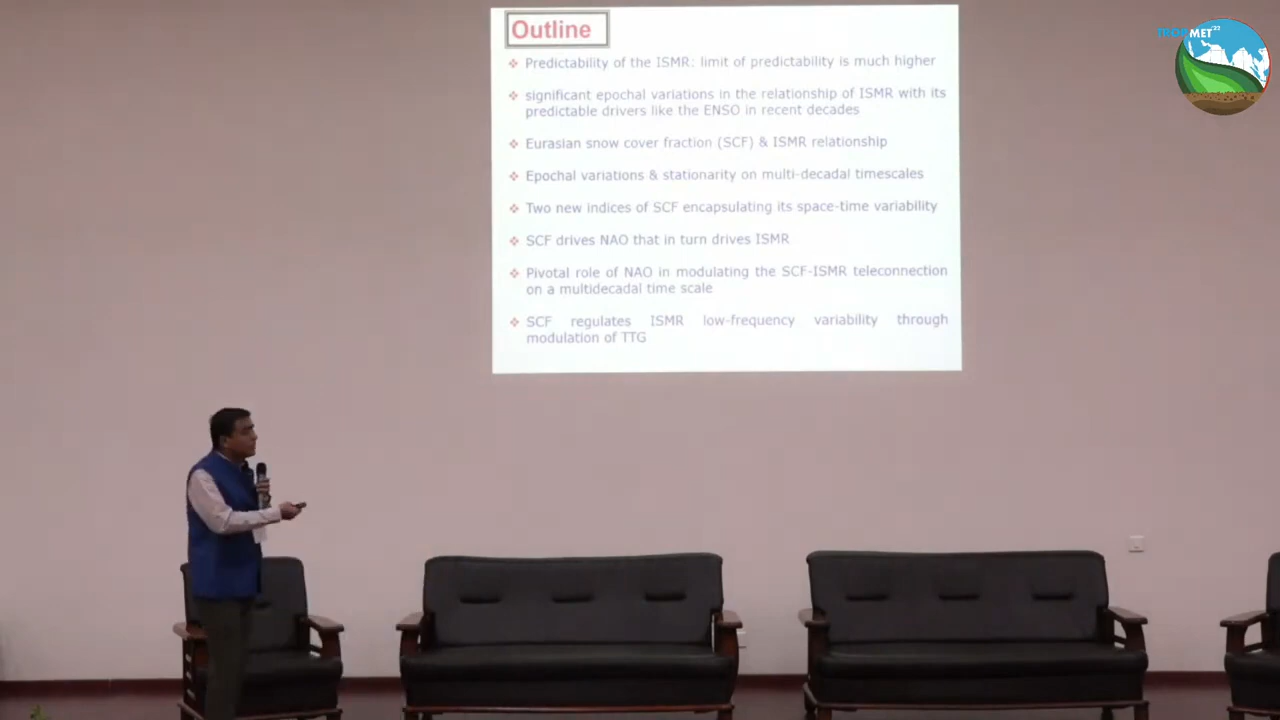 TROPMET'22
Outline
❖ Predictability of the ISMR: limit of predictability is much higher
❖ significant epochal variations in the relationship of ISMR with its
predictable drivers like the ENSO in recent decades
❖ Eurasian snow cover fraction (SCF) & ISMR relationship
❖ Epochal variations & stationarity on multi-decadal timescales
❖ Two new indices of SCF encapsulating its space-time variability
❖ SCF drives NAO that in turn drives ISMR
❖ Pivotal role of NAO in modulating the SCF-ISMR teleconnection
on a multidecadal time scale
❖ SCF regulates ISMR low-frequency variability through
modulation of TTG